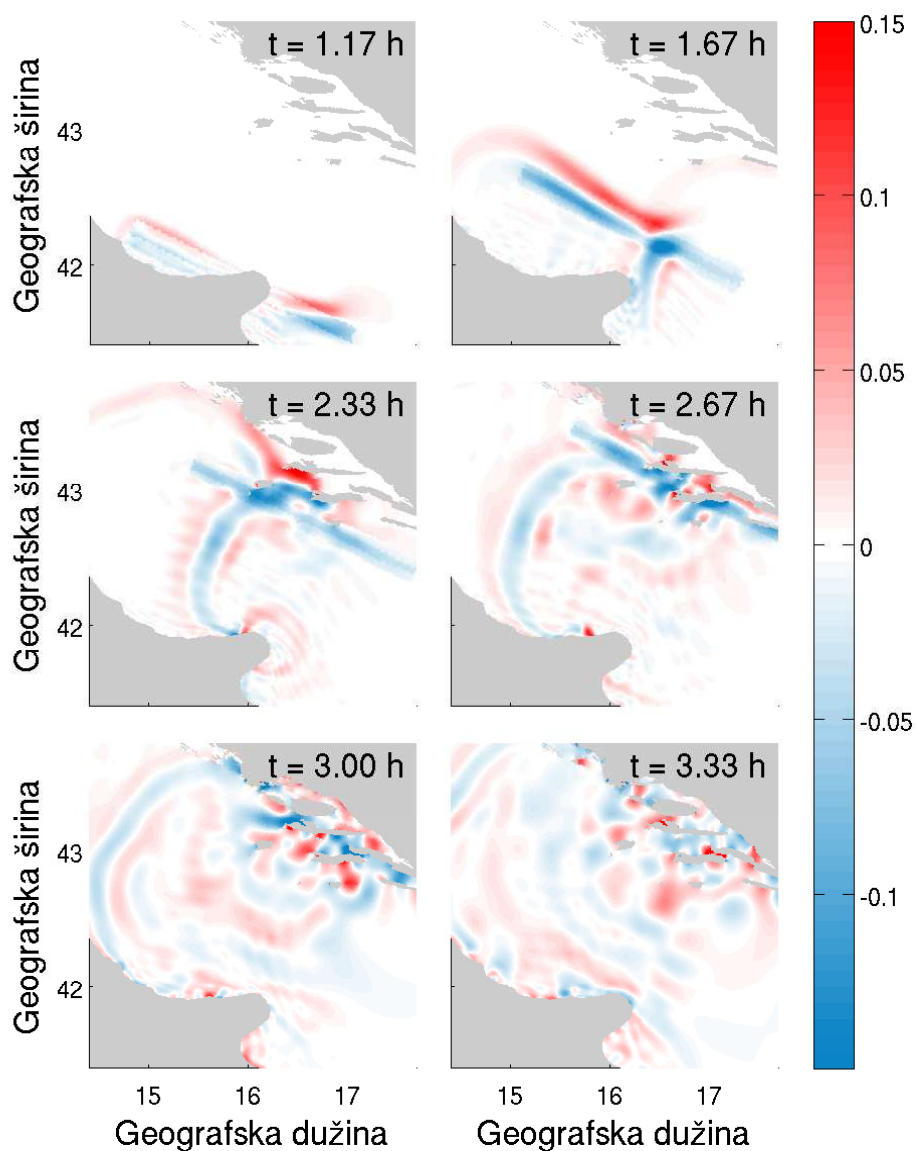 t = 1.17 h
t = 1.67 h
0.15
0.1
0.05
0
-0.05
-0.1
Geografska širina
43
42
t = 2.33 h
t = 2.67 h
Geografska širina
43
42
t = 3.00 h
t = 3.33 h
Geografska širina
43
42
15
16
17
15
16
17
Geografska dužina
Geografska dužina